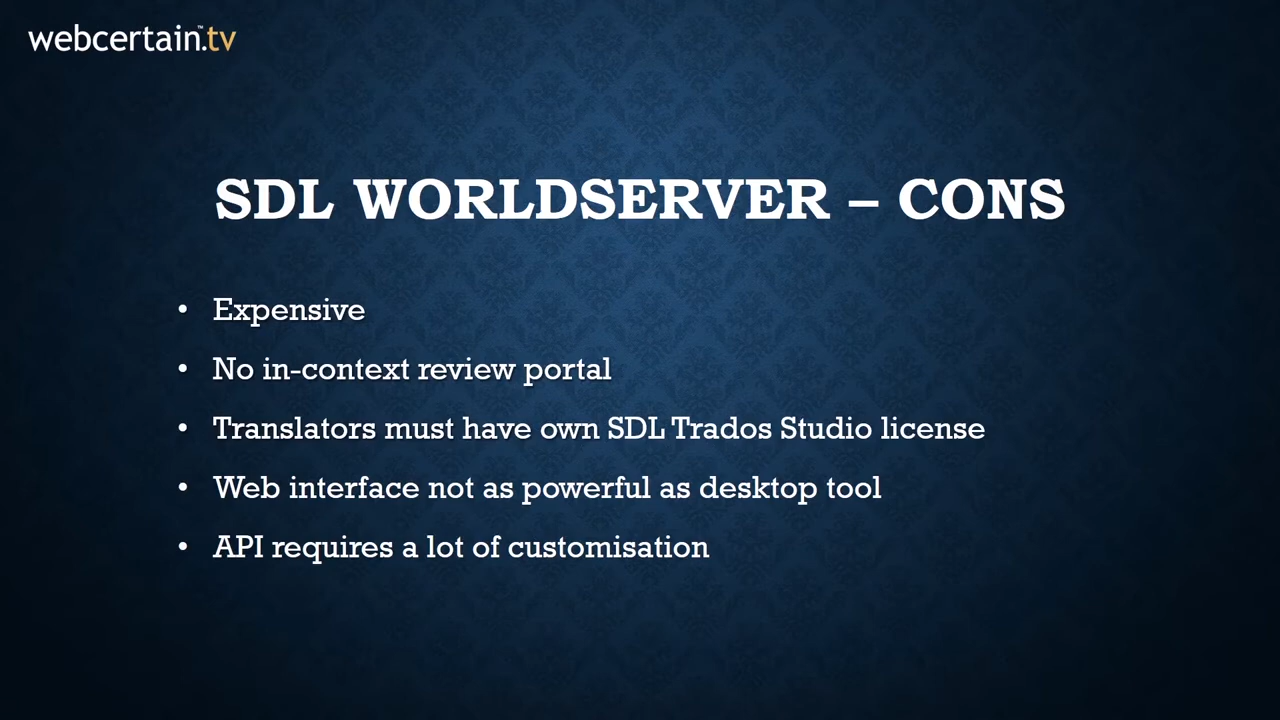 webcertain.tv™
SDL WORLDSERVER – CONS
• Expensive
• No in-context review portal
• Translators must have own SDL Trados Studio license
• Web interface not as powerful as desktop tool
• API requires a lot of customisation